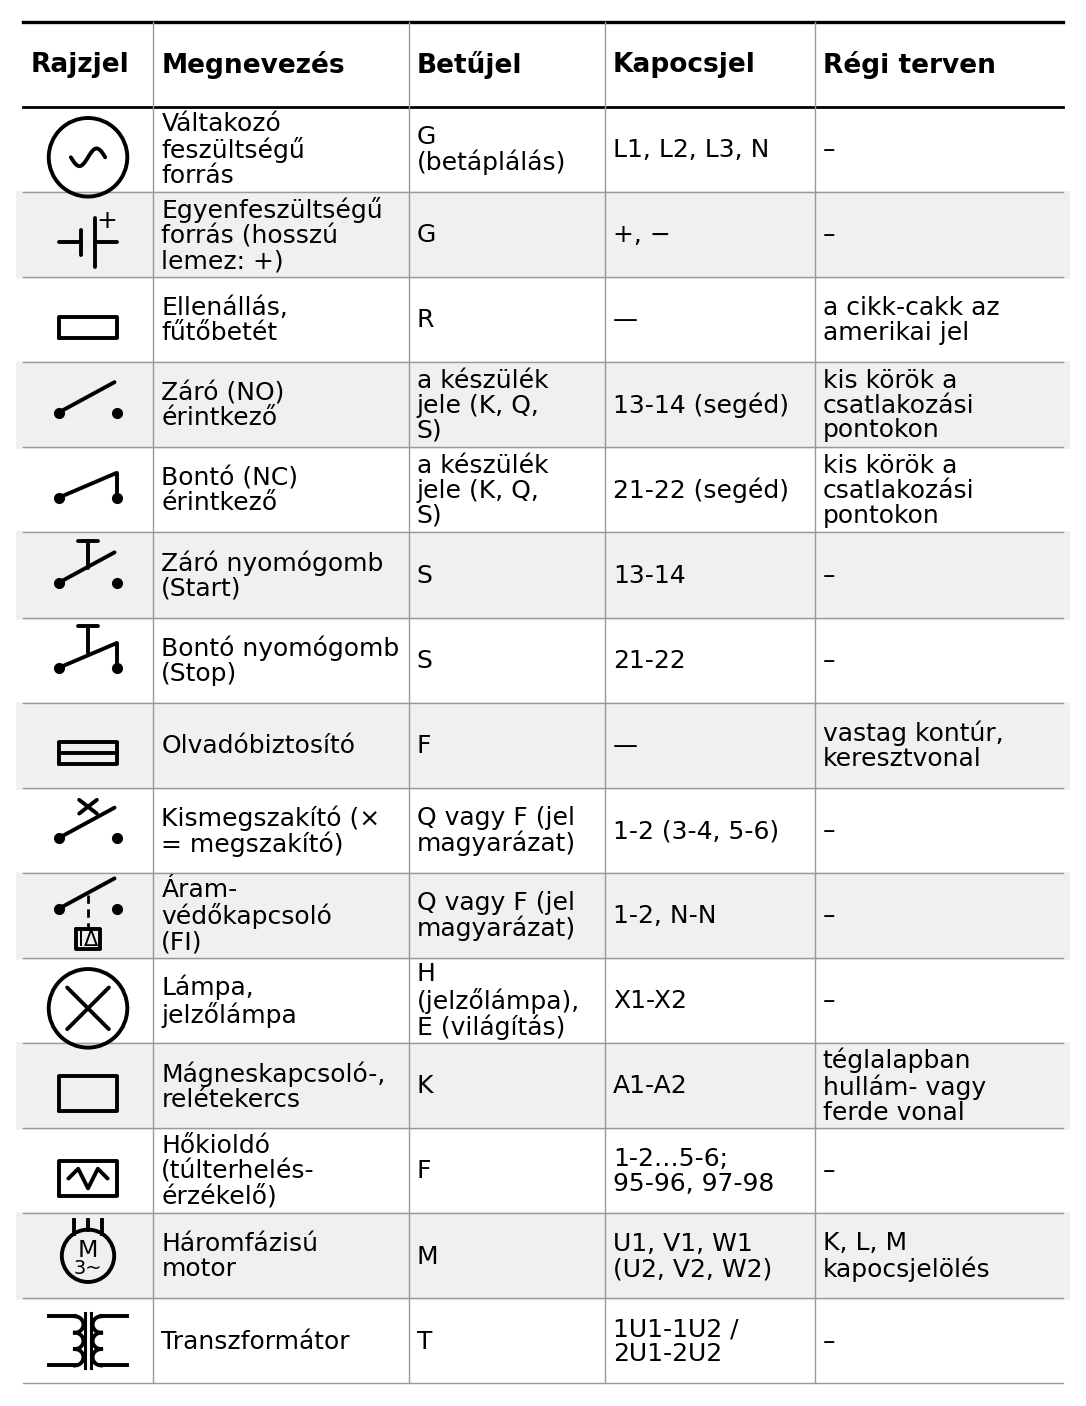 Rajzjel Megnevezés Betűjel Kapocsjel Régi terven
Váltakozó
feszültségű
forrás
G
(betáplálás)
L1, L2, L3, N
–
+
Egyenfeszültségű
forrás (hosszú
lemez: +)
G
+, −
–
Ellenállás,
fűtőbetét
R
—
a cikk-cakk az
amerikai jel
Záró (NO)
érintkező
a készülék
jele (K, Q,
S)
13-14 (segéd)
kis körök a
csatlakozási
pontokon
Bontó (NC)
érintkező
a készülék
jele (K, Q,
S)
21-22 (segéd)
kis körök a
csatlakozási
pontokon
Záró nyomógomb
(Start)
S
13-14
–
Bontó nyomógomb
(Stop)
S
21-22
–
Olvadóbiztosító
F
—
vastag kontúr,
keresztvonal
Kismegszakító (×
= megszakító)
Q vagy F (jel
magyarázat)
1-2 (3-4, 5-6)
–
IΔ
Áram-
védőkapcsoló
(FI)
Q vagy F (jel
magyarázat)
1-2, N-N
–
Lámpa,
jelzőlámpa
H
(jelzőlámpa),
E (világítás)
X1-X2
–
Mágneskapcsoló-,
relétekercs
K
A1-A2
téglalapban
hullám- vagy
ferde vonal
Hőkioldó
(túlterhelés-
érzékelő)
F
1-2...5-6;
95-96, 97-98
–
M
3~
Háromfázisú
motor
M
U1, V1, W1
(U2, V2, W2)
K, L, M
kapocsjelölés
Transzformátor
T
1U1-1U2 /
2U1-2U2
–